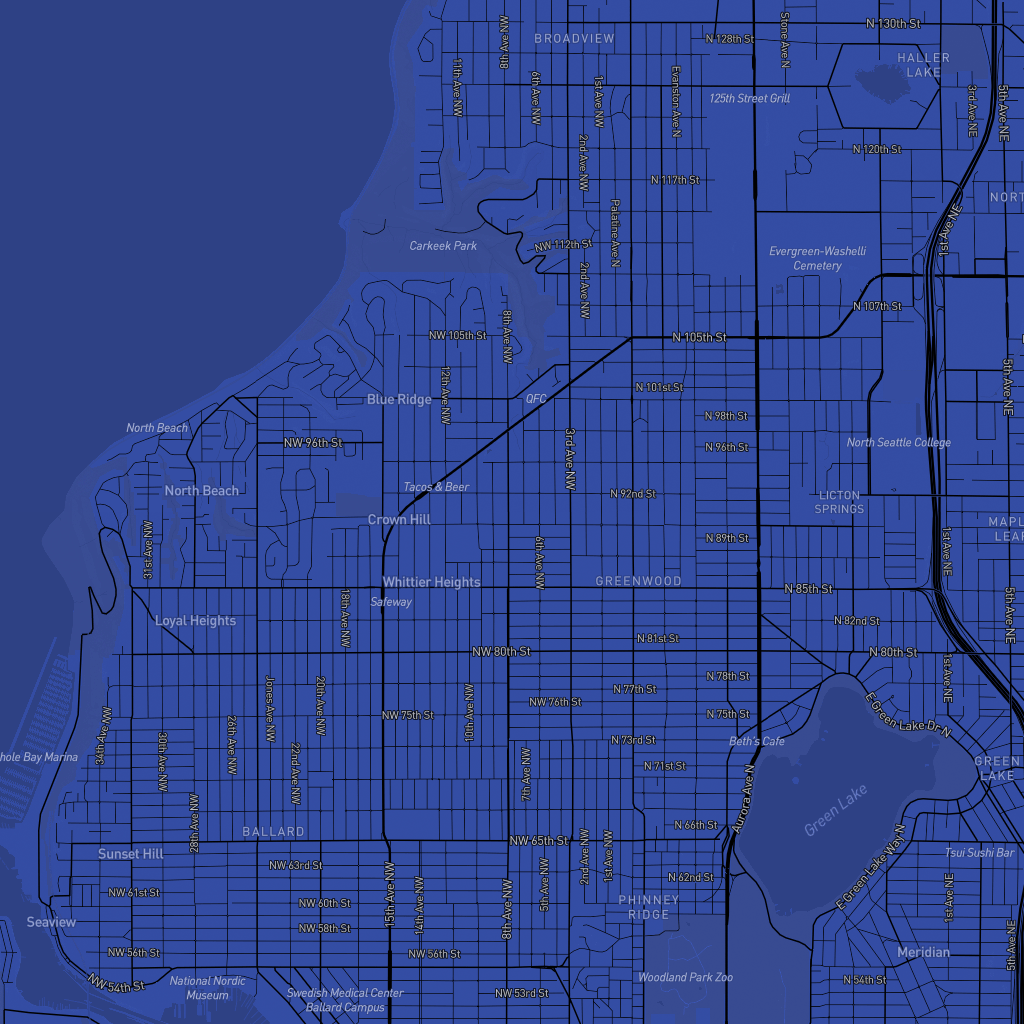 N 130th St
BROADVIEW
8th Ave NW
N 128th St
Stone Ave N
HALLER
LAKE
11th Ave NW
6th Ave NW
1st Ave NW
Evanston Ave N
125th Street Grill
3rd Ave NE
5th Ave NE
2nd Ave NW
N 120th St
N 117th St
NORT
Palatine Ave N
1st Ave NE
Carkeek Park
NW 112th St
Evergreen-Washelli
Cemetery
2nd Ave NW
N 107th St
NW 105th St
8th Ave NW
N 105th St
12th Ave NW
N 101st St
5th Ave NE
Blue Ridge
QFC
N 98th St
North Beach
NW 96th St
3rd Ave NW
N 96th St
North Seattle College
North Beach
Tacos & Beer
N 92nd St
LICTON
SPRINGS
Crown Hill
31st Ave NW
6th Ave NW
N 89th St
1st Ave NE
MAPL
LEAF
Whittier Heights
GREENWOOD
N 85th St
Safeway
18th Ave NW
5th Ave NE
Loyal Heights
N 82nd St
N 81st St
NW 80th St
N 80th St
1st Ave NE
N 78th St
N 77th St
Jones Ave NW
20th Ave NW
10th Ave NW
NW 76th St
NW 75th St
N 75th St
E Green Lake Dr N
34th Ave NW
26th Ave NW
30th Ave NW
22nd Ave NW
N 73rd St
Beth's Cafe
hole Bay Marina
7th Ave NW
N 71st St
GREEN
LAKE
Green Lake
Aurora Ave N
28th Ave NW
BALLARD
N 66th St
NW 65th St
Sunset Hill
2nd Ave NW
1st Ave NW
E Green Lake Way N
Tsui Sushi Bar
NW 63rd St
5th Ave NW
N 62nd St
NW 61st St
15th Ave NW
14th Ave NW
8th Ave NW
1st Ave NE
NW 60th St
PHINNEY
RIDGE
Seaview
NW 58th St
5th Ave NE
NW 56th St
NW 56th St
Meridian
NW 54th St
National Nordic
Museum
Swedish Medical Center
Ballard Campus
NW 53rd St
Woodland Park Zoo
N 54th St